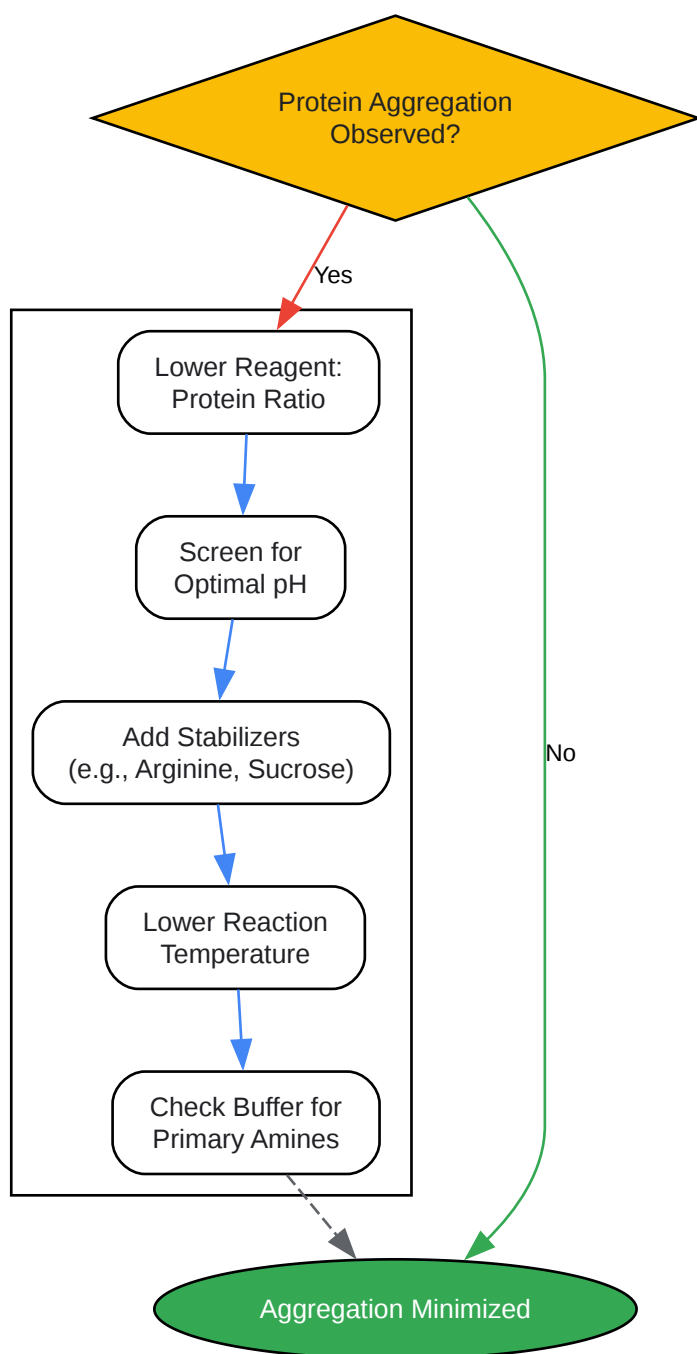 Protein Aggregation
Observed?
Yes
Lower Reagent:
Protein Ratio
Screen for
Optimal pH
Add Stabilizers
(e.g., Arginine, Sucrose)
No
Lower Reaction
Temperature
Check Buffer for
Primary Amines
Aggregation Minimized